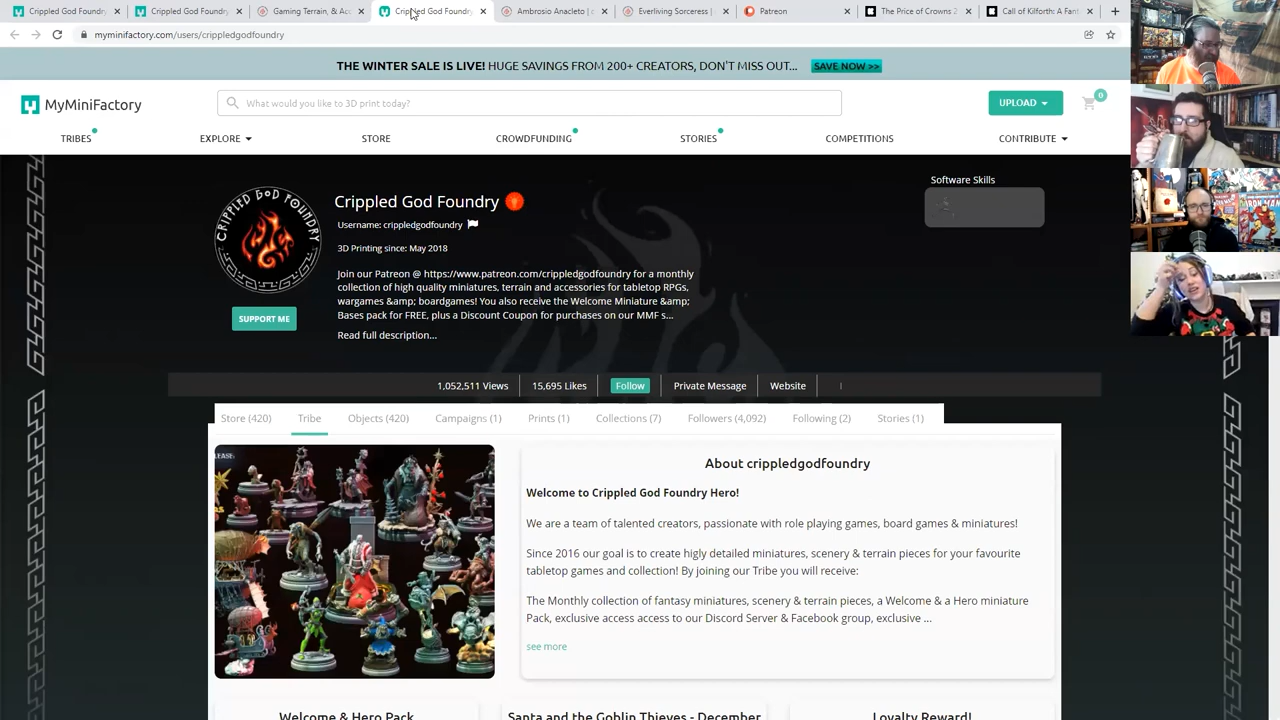 Crippled God Foundry
Crippled God Foundry
Gaming Terrain, & Acc
Crippled God Foundry
Ambrosio Anacleto | c
Everliving Sorceress |
Patreon
The Price of Crowns 2
Call of Kilforth: A Fant
myminifactory.com/users/crippledgodfoundry
THE WINTER SALE IS LIVE! HUGE SAVINGS FROM 200+ CREATORS, DON'T MISS OUT... SAVE NOW >>
MyMiniFactory
What would you like to 3D print today?
UPLOAD
0
TRIBES EXPLORE STORE CROWDFUNDING STORIES COMPETITIONS CONTRIBUTE
CRIPPLED GOD FOUNDRY
Crippled God Foundry
Software Skills
Username: crippledgodfoundry
3D Printing since: May 2018
Join our Patreon @ https://www.patreon.com/crippledgodfoundry for a monthly
collection of high quality miniatures, terrain and accessories for tabletop RPGs,
wargames &amp; boardgames! You also receive the Welcome Miniature &amp;
Bases pack for FREE, plus a Discount Coupon for purchases on our MMF s...
SUPPORT ME
Read full description...
1,052,511 Views 15,695 Likes Follow Private Message Website
Store (420) Tribe Objects (420) Campaigns (1) Prints (1) Collections (7) Followers (4,092) Following (2) Stories (1)
About crippledgodfoundry
Welcome to Crippled God Foundry Hero!
We are a team of talented creators, passionate with role playing games, board games & miniatures!
Since 2016 our goal is to create higly detailed miniatures, scenery & terrain pieces for your favourite
tabletop games and collection! By joining our Tribe you will receive:
The Monthly collection of fantasy miniatures, scenery & terrain pieces, a Welcome & a Hero miniature
Pack, exclusive access access to our Discord Server & Facebook group, exclusive ...
see more
Welcome & Hero Pack
Santa and the Goblin Thieves - December
Loyalty Reward!